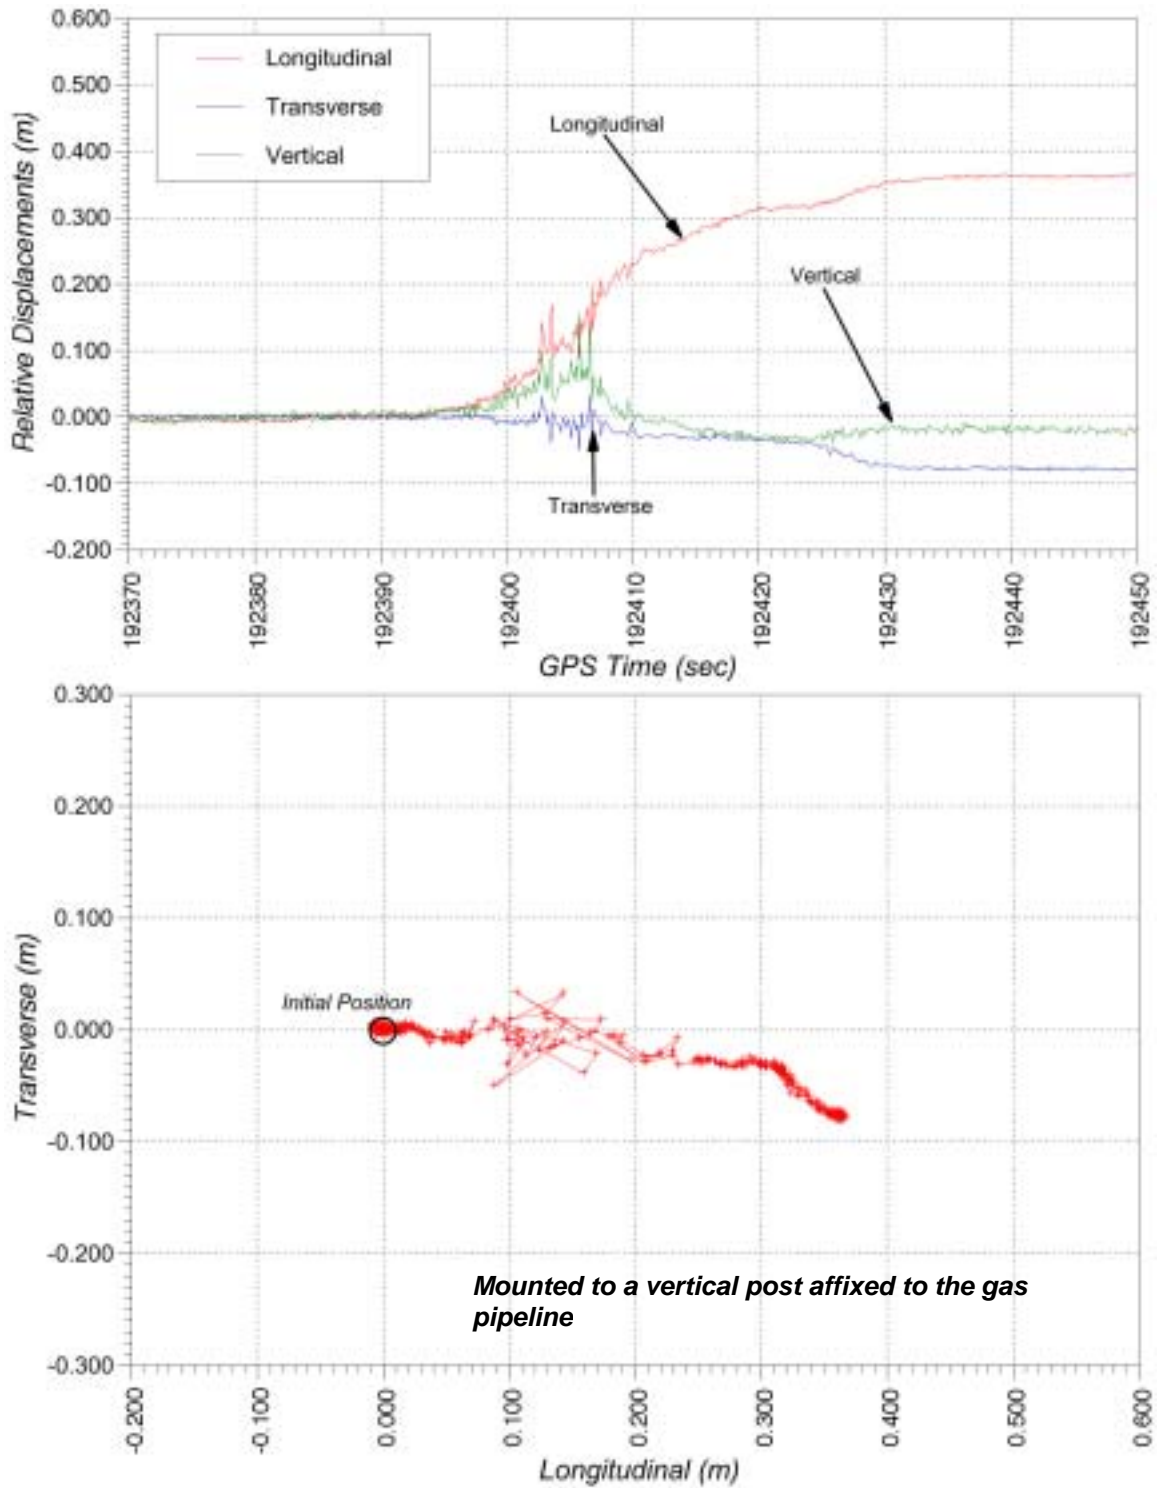 0.600
0.500
0.400
0.300
0.200
0.100
0.000
-0.100
-0.200
Relative Displacements (m)
Longitudinal
Transverse
Vertical
Longitudinal
Vertical
Transverse
192370
192380
192390
192400
192410
192420
192430
192440
192450
GPS Time (sec)
0.300
0.200
0.100
0.000
-0.100
-0.200
-0.300
Transverse (m)
Initial Position
Mounted to a vertical post affixed to the gas
pipeline
-0.200
-0.100
0.000
0.100
0.200
0.300
0.400
0.500
0.600
Longitudinal (m)